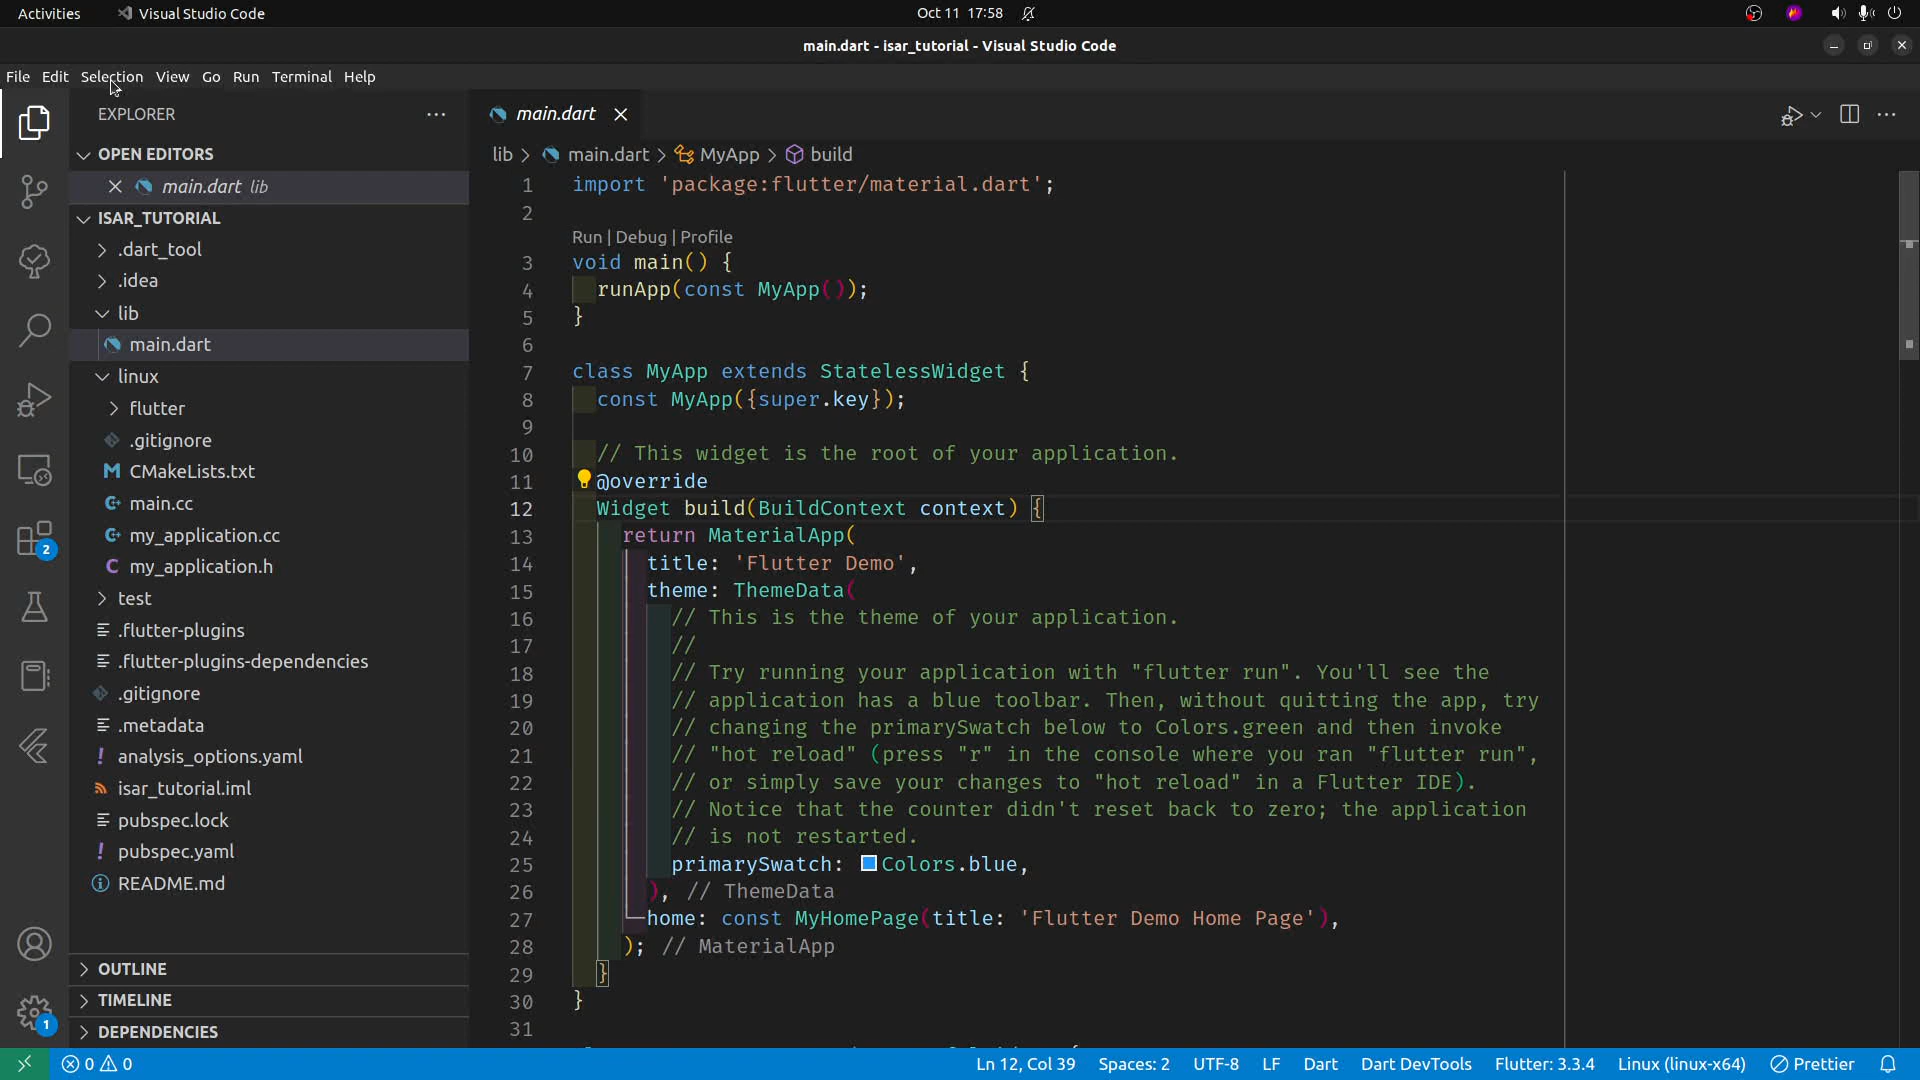 Activities Visual Studio Code Oct 11 17:58
main.dart - isar_tutorial - Visual Studio Code
File Edit Selection View Go Run Terminal Help
EXPLORER
OPEN EDITORS
main.dart lib
ISAR_TUTORIAL
.dart_tool
.idea
lib
main.dart
linux
flutter
.gitignore
CMakeLists.txt
main.cc
my_application.cc
my_application.h
test
.flutter-plugins
.flutter-plugins-dependencies
.gitignore
.metadata
analysis_options.yaml
isar_tutorial.iml
pubspec.lock
pubspec.yaml
README.md
OUTLINE
TIMELINE
DEPENDENCIES
2
1
main.dart
lib > main.dart > MyApp > build
1 import 'package:flutter/material.dart';
2
Run | Debug | Profile
3 void main() {
4 runApp(const MyApp());
5 }
6
7 class MyApp extends StatelessWidget {
8 const MyApp({super.key});
9
10 // This widget is the root of your application.
11 @override
12 Widget build(BuildContext context) {
13 return MaterialApp(
14 title: 'Flutter Demo',
15 theme: ThemeData(
16 // This is the theme of your application.
17 //
18 // Try running your application with "flutter run". You'll see the
19 // application has a blue toolbar. Then, without quitting the app, try
20 // changing the primarySwatch below to Colors.green and then invoke
21 // "hot reload" (press "r" in the console where you ran "flutter run",
22 // or simply save your changes to "hot reload" in a Flutter IDE).
23 // Notice that the counter didn't reset back to zero; the application
24 // is not restarted.
25 primarySwatch: Colors.blue,
26 ), // ThemeData
27 home: const MyHomePage(title: 'Flutter Demo Home Page'),
28 ); // MaterialApp
29 }
30 }
31
0 0 Ln 12, Col 39 Spaces: 2 UTF-8 LF Dart Dart DevTools Flutter: 3.3.4 Linux (linux-x64) Prettier